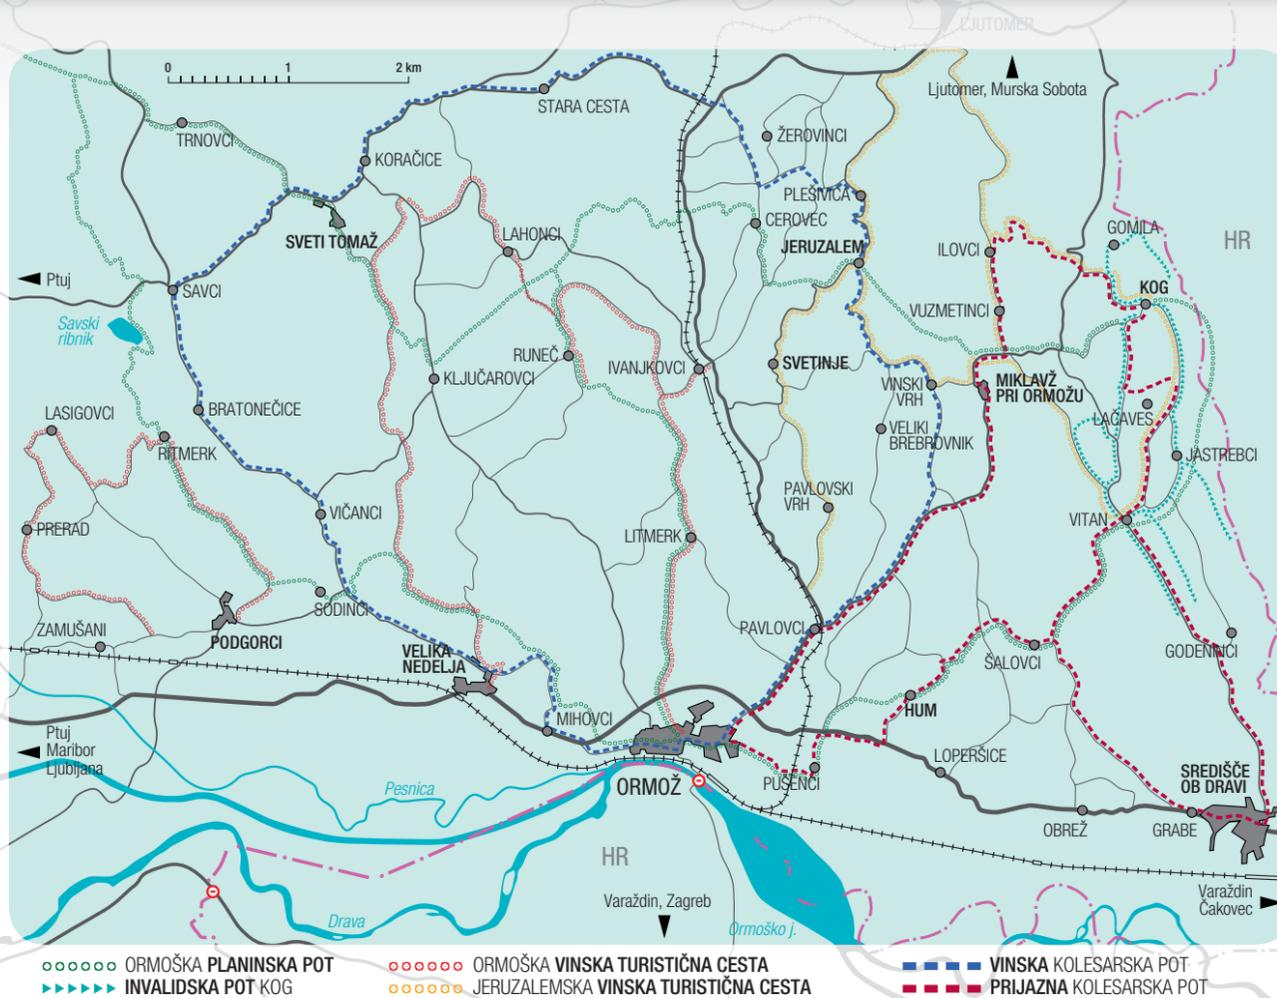 LJUTOMER
0 1 2 km
Ljutomer, Murska Sobota
STARA CESTA
TRNOVCI
ŽEROVINCI
KORAČICE
PLEŠIVICA
CEROVEC
GOMILA
SVETI TOMAŽ
LAHONCI
JERUZALEM
ILOVCI
HR
Ptuj
SAVCI
KOG
Savski
ribnik
VUZMETINCI
RUNEČ
IVANJKOVCI
SVETINJE
KLJUČAROVCI
VINSKI
VRH
MIKLAVŽ
PRI ORMOŽU
LASIGOVCI
BRATONEČICE
LAČAVES
VELIKI
BREBROVNIK
RITMERK
JASTREBCI
PAVLOVSKI
VRH
VIČANCI
VITAN
PRERAD
LITMERK
SODINCI
ZAMUŠANI
PODGORCI
PAVLOVCI
VELIKA
NEDELJA
GODENINCI
ŠALOVCI
HUM
MIHOVCI
Ptuj
Maribor
Ljubljana
LOPERŠICE
SREDIŠČE
OB DRAVI
Pesnica
ORMOŽ
PUŠENCI
OBREŽ
GRABE
HR
Varaždin, Zagreb
Varaždin
Čakovec
Drava
Ormoško j.
ORMOŠKA PLANINSKA POT
INVALIDSKA POT KOG
ORMOŠKA VINSKA TURISTIČNA CESTA
JERUZALEMSKA VINSKA TURISTIČNA CESTA
VINSKA KOLESARSKA POT
PRIJAZNA KOLESARSKA POT